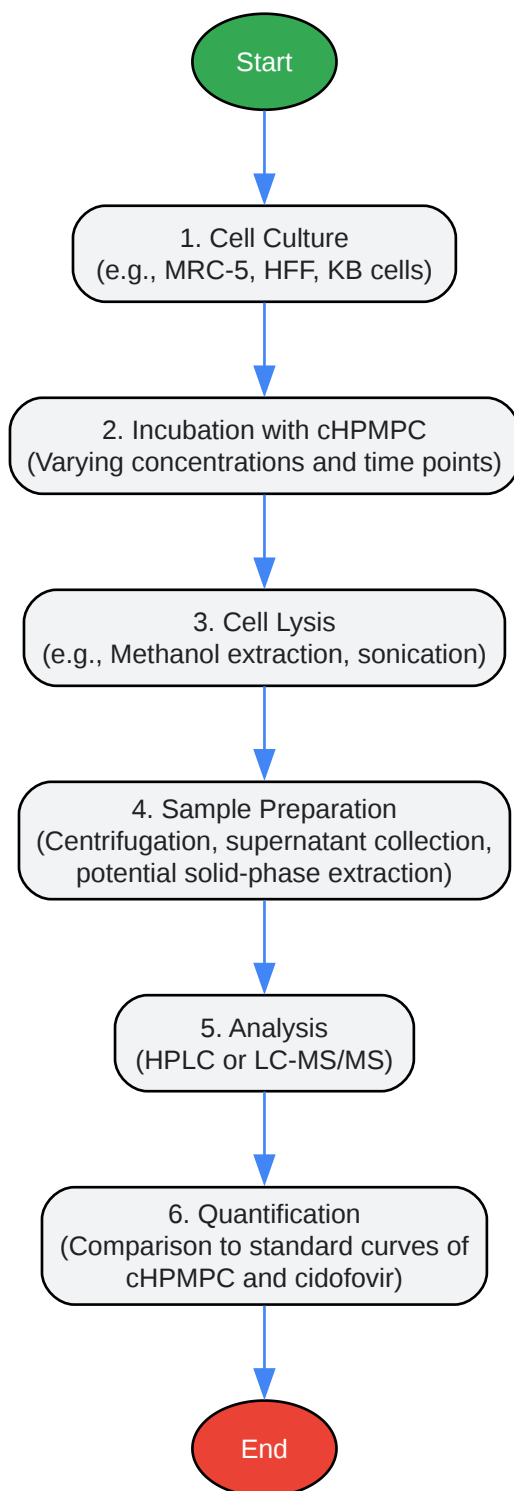 Start
1. Cell Culture
(e.g., MRC-5, HFF, KB cells)
2. Incubation with cHPMPC
(Varying concentrations and time points)
3. Cell Lysis
(e.g., Methanol extraction, sonication)
4. Sample Preparation
(Centrifugation, supernatant collection,
potential solid-phase extraction)
5. Analysis
(HPLC or LC-MS/MS)
6. Quantification
(Comparison to standard curves of
cHPMPC and cidofovir)
End